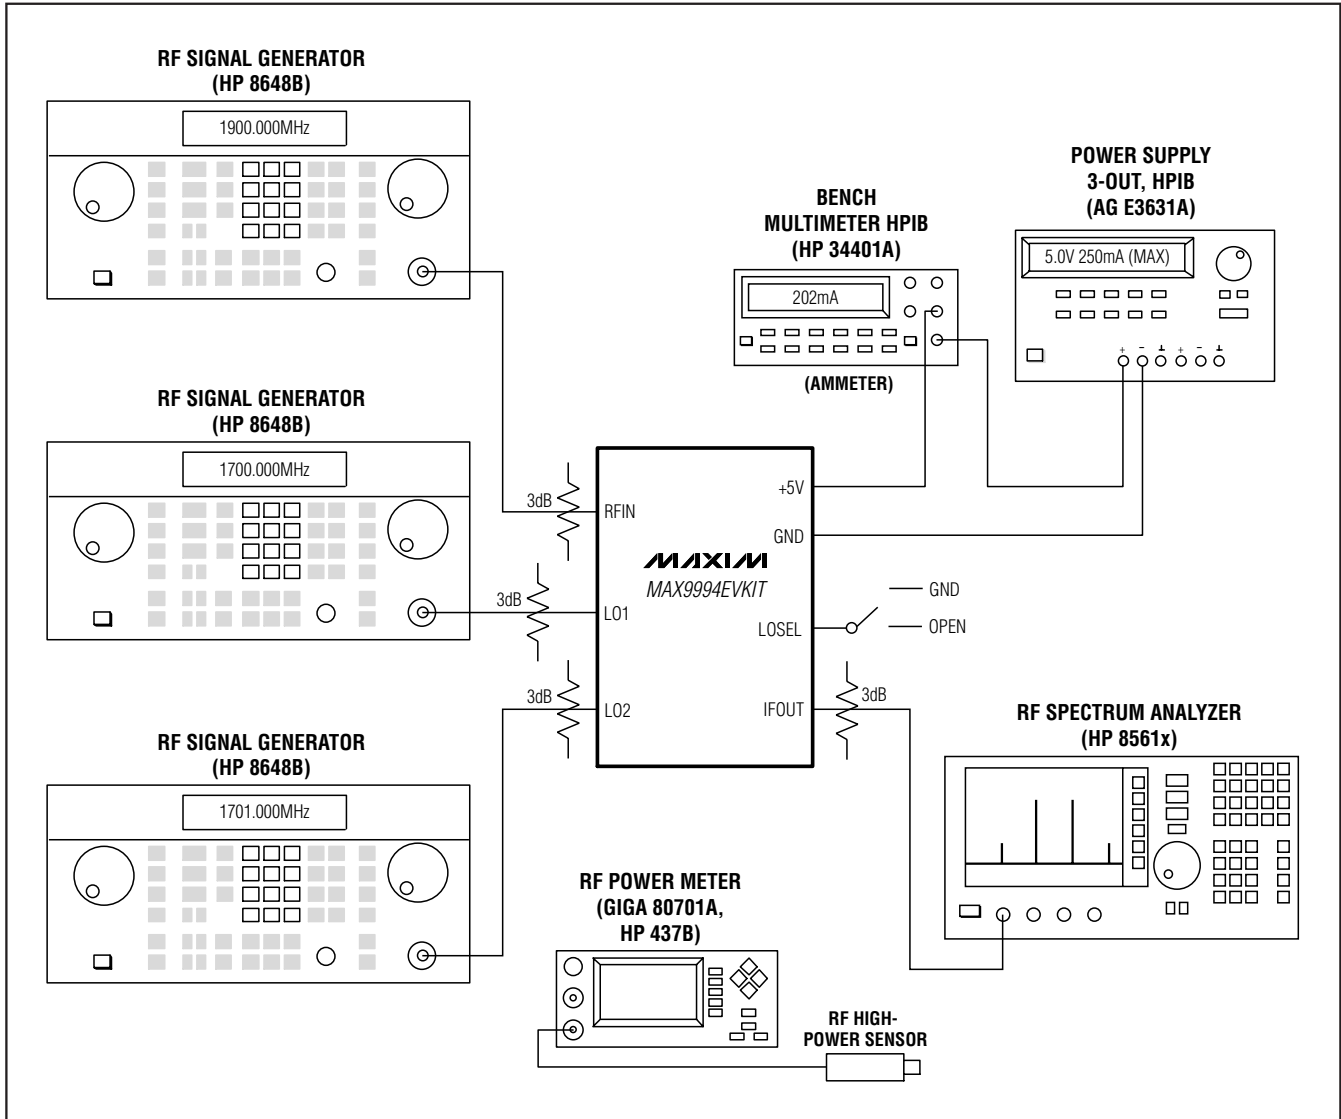 RF SIGNAL GENERATOR
(HP 8648B)
1900.000MHz
BENCH
MULTIMETER HPIB
(HP 34401A)
202mA
(AMMETER)
POWER SUPPLY
3-OUT, HPIB
(AG E3631A)
5.0V 250mA (MAX)
+ - ⊥ + - ⊥
RF SIGNAL GENERATOR
(HP 8648B)
1700.000MHz
3dB
RFIN
+5V
GND
MAXIM
MAX9994EVKIT
3dB
LO1
LOSEL
GND
OPEN
3dB
LO2
IFOUT
3dB
RF SIGNAL GENERATOR
(HP 8648B)
1701.000MHz
RF SPECTRUM ANALYZER
(HP 8561x)
RF POWER METER
(GIGA 80701A,
HP 437B)
RF HIGH-
POWER SENSOR